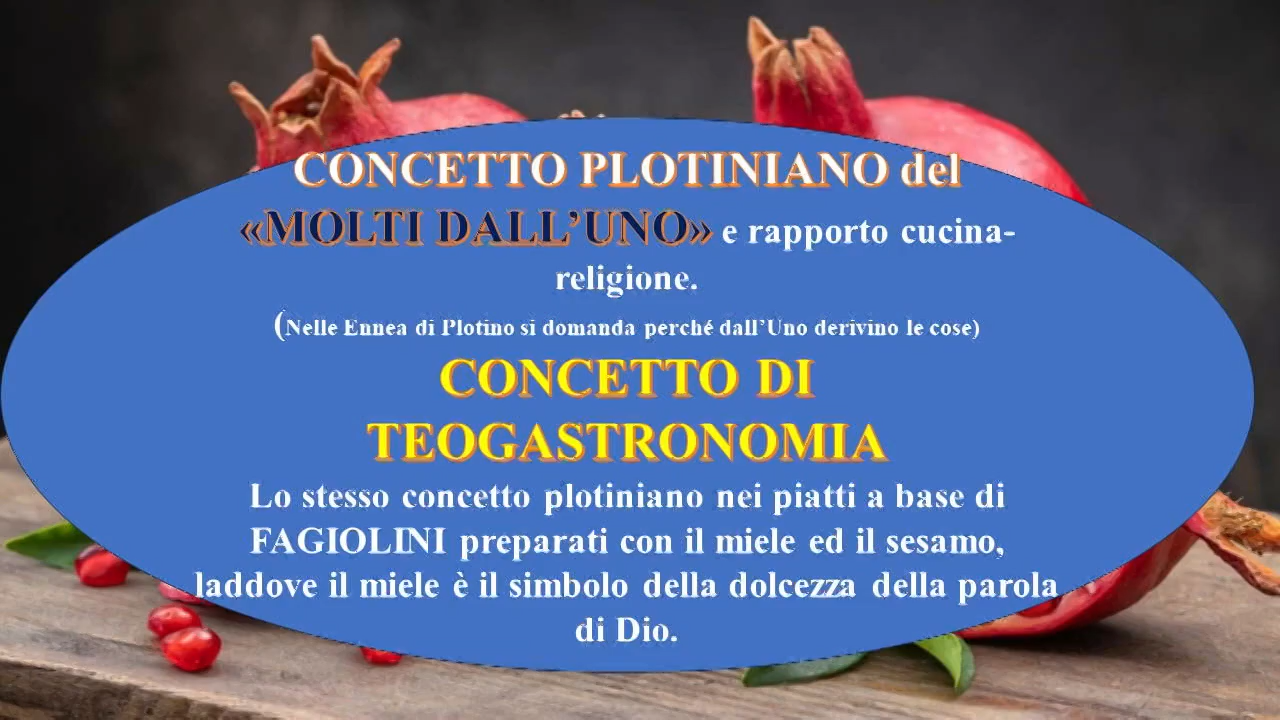 CONCETTO PLOTINIANO del
«MOLTI DALL’UNO» e rapporto cucina-
religione.
(Nelle Ennea di Plotino si domanda perché dall’Uno derivino le cose)
CONCETTO DI
TEOGASTRONOMIA
Lo stesso concetto plotiniano nei piatti a base di
FAGIOLINI preparati con il miele ed il sesamo,
laddove il miele è il simbolo della dolcezza della parola
di Dio.